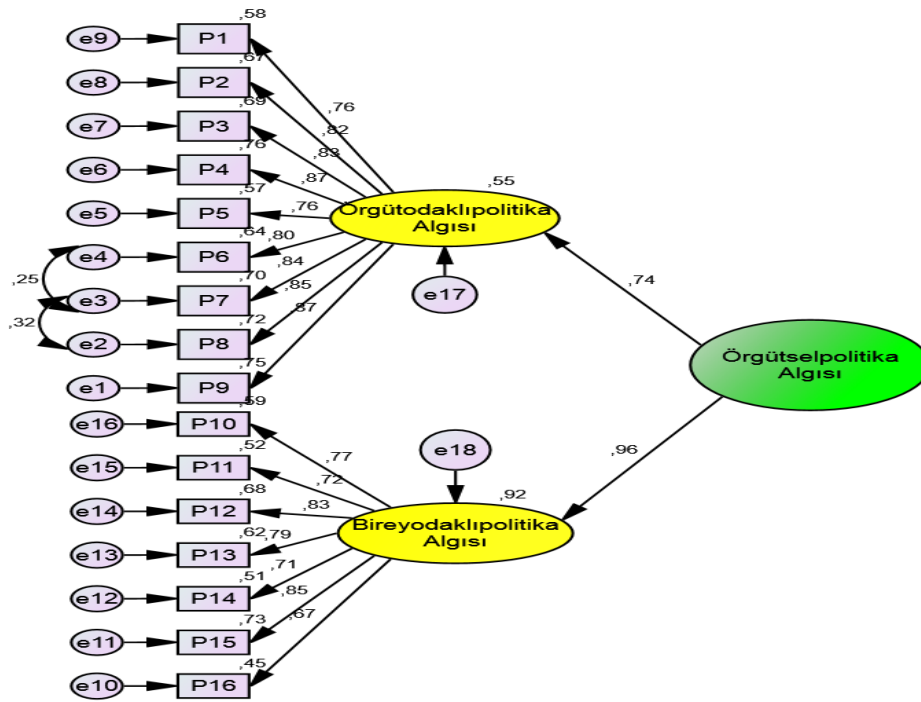 ,58
e9 P1
,67
e8 P2
,69
e7 P3
,76
,82
,76
e6 P4
,83
,87
,57
e5 P5
,76
,55
Örgütodaklıpolitika
Algısı
,64
,80
e4 P6
,84
,25
,70
e3 P7
,85
e17
,74
,32
,72
,87
e2 P8
Örgütselpolitika
Algısı
,75
e1 P9
,59
e16 P10
,52
,77
e18
,96
e15 P11
,72
,68
,83
,92
e14 P12
Bireyodaklıpolitika
Algısı
,62
,79
e13 P13
,71
,51
e12 P14
,85
,67
,73
e11 P15
,45
e10 P16